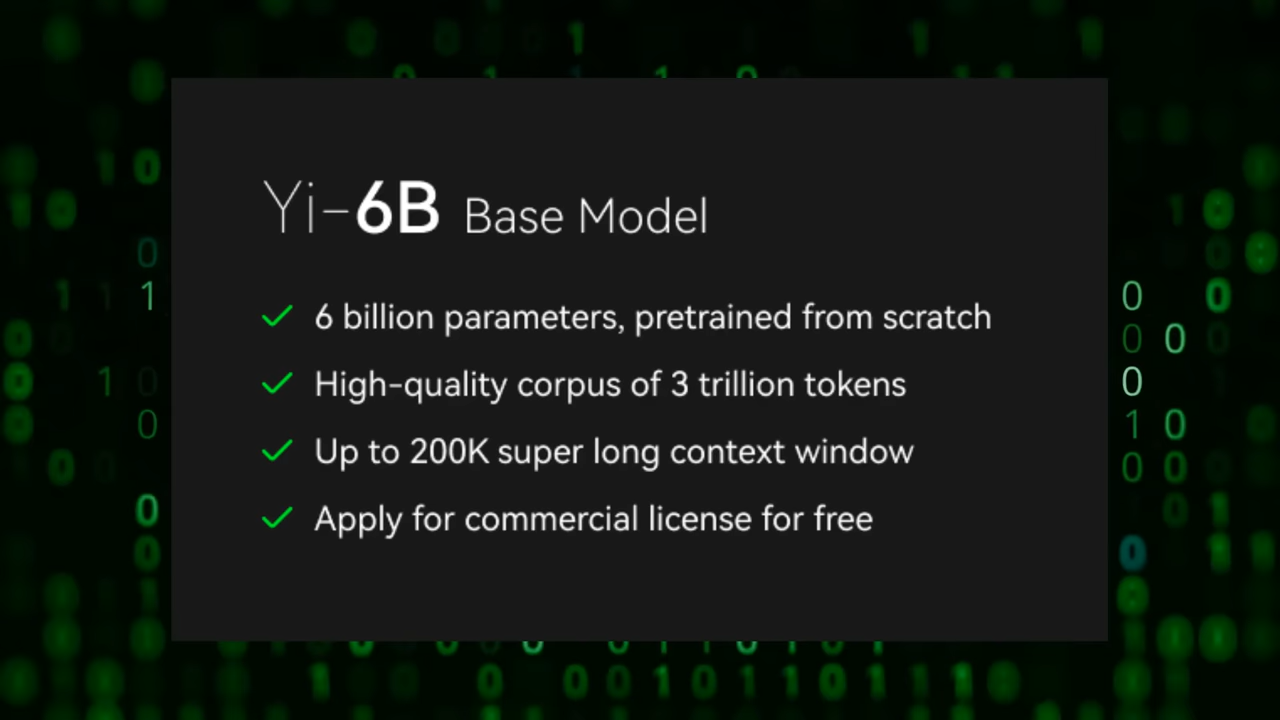 Yi-6B Base Model
6 billion parameters, pretrained from scratch
High-quality corpus of 3 trillion tokens
Up to 200K super long context window
Apply for commercial license for free